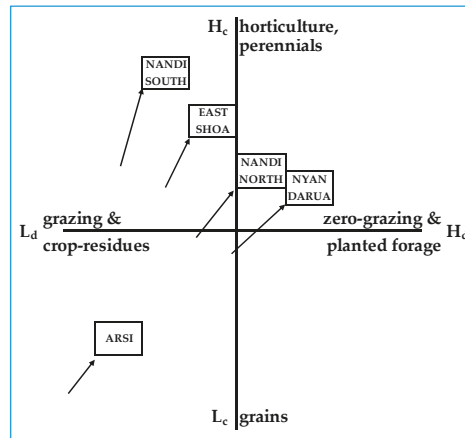 H_c horticulture,
perennials
NANDI
SOUTH
EAST
SHOA
NANDI
NORTH
NYAN
DARUA
grazing & zero-grazing &
L_d crop-residues planted forage H_d
ARSI
L_c grains